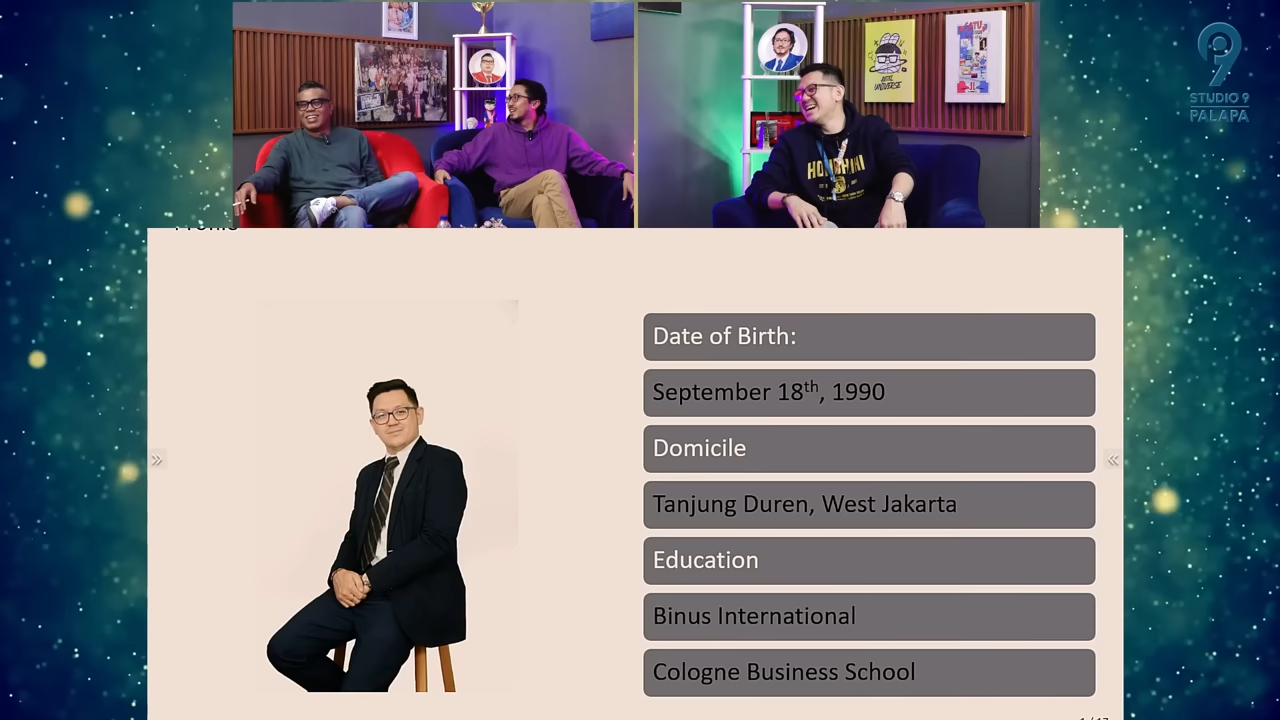 STUDIO 9
PALAPA
Profile
Date of Birth:
September 18th, 1990
Domicile
Tanjung Duren, West Jakarta
Education
Binus International
Cologne Business School